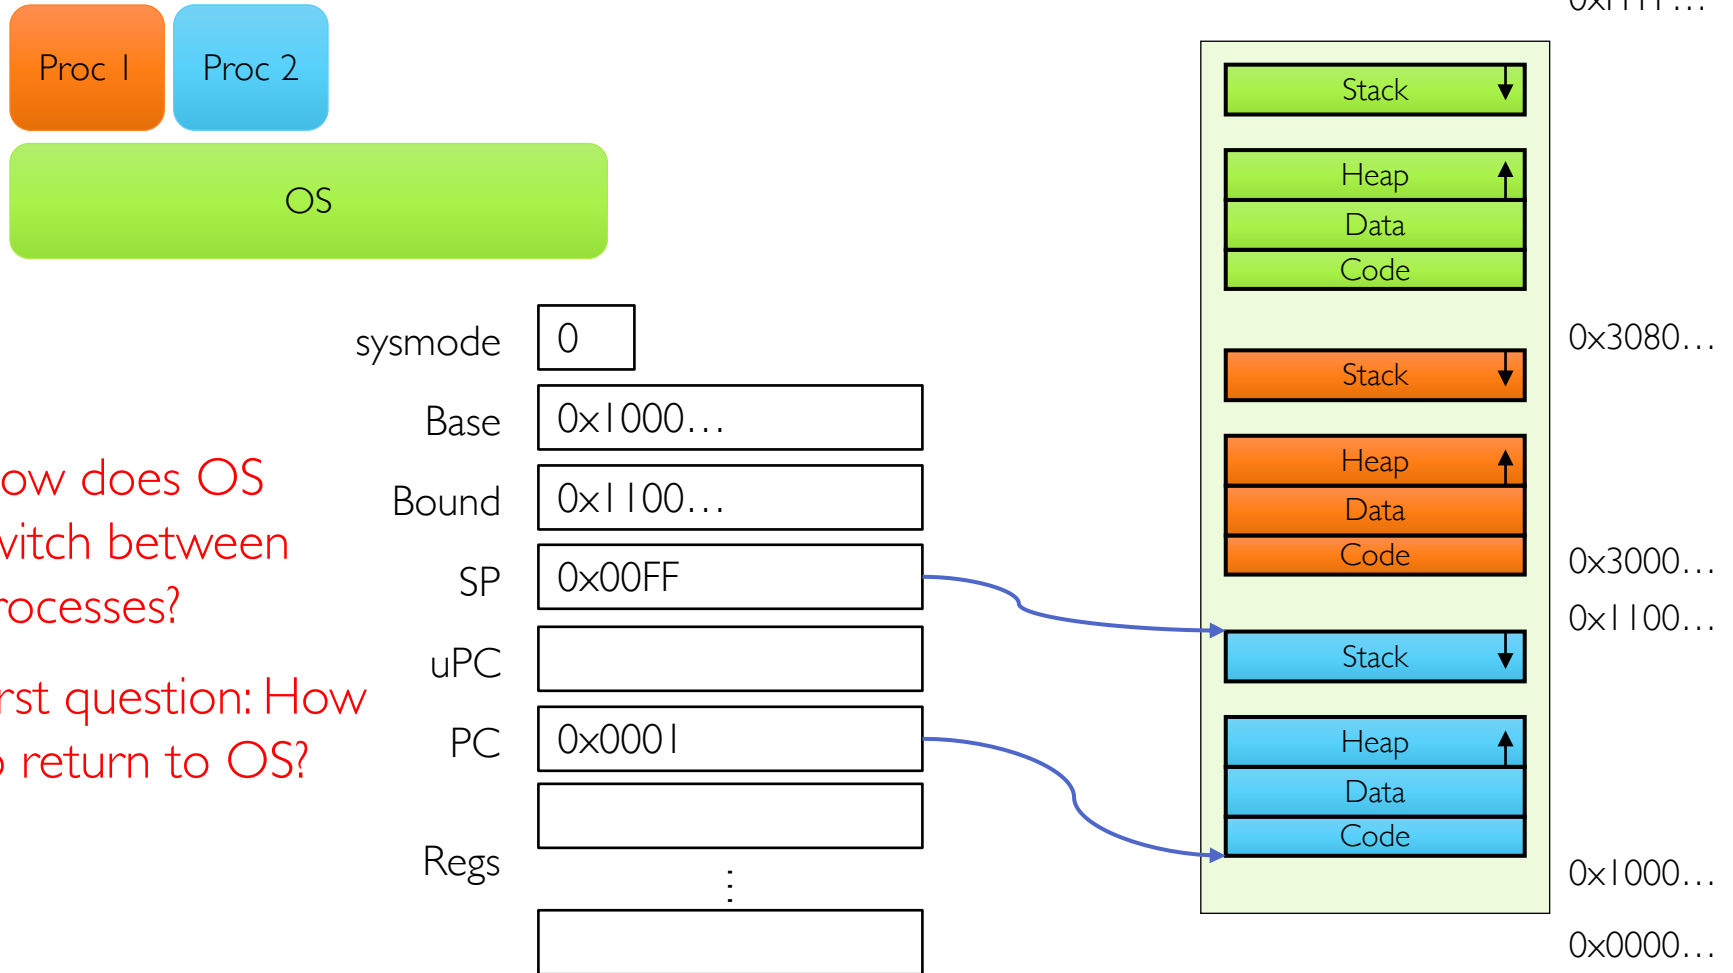 Proc 1
Proc 2
OS
sysmode
0
Base
0x1000…
Bound
0x1100…
SP
0x00FF
uPC
PC
0x0001
Regs
⋮
ow does OS
witch between
rocesses?
rst question: How
o return to OS?
Stack
Heap
Data
Code
Stack
Heap
Data
Code
Stack
Heap
Data
Code
0x3080…
0x3000…
0x1100…
0x1000…
0x0000…